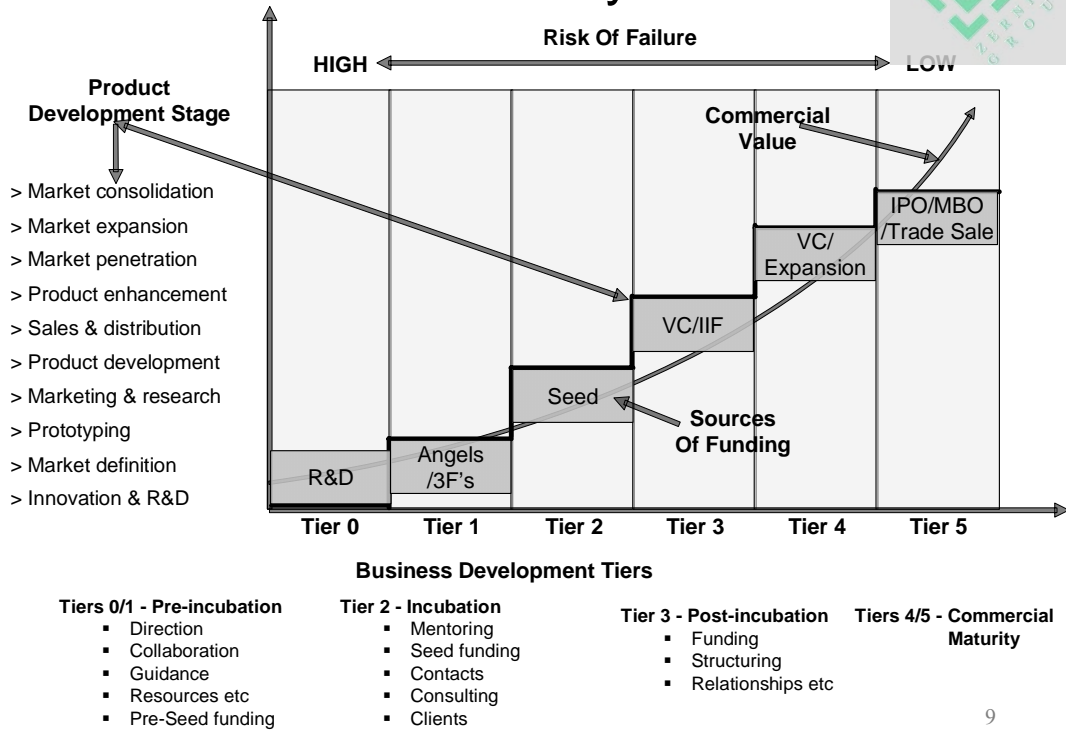 Risk Of Failure
HIGH
LOW
Product
Development Stage
Commercial
Value
> Market consolidation
> Market expansion
> Market penetration
> Product enhancement
> Sales & distribution
> Product development
> Marketing & research
> Prototyping
> Market definition
> Innovation & R&D
IPO/MBO
/Trade Sale
VC/
Expansion
VC/IIF
Seed
Sources
Of Funding
Angels
/3F's
R&D
Tier 0
Tier 1
Tier 2
Tier 3
Tier 4
Tier 5
Business Development Tiers
Tiers 0/1 - Pre-incubation
▪ Direction
▪ Collaboration
▪ Guidance
▪ Resources etc
▪ Pre-Seed funding
Tier 2 - Incubation
▪ Mentoring
▪ Seed funding
▪ Contacts
▪ Consulting
▪ Clients
Tier 3 - Post-incubation
▪ Funding
▪ Structuring
▪ Relationships etc
Tiers 4/5 - Commercial
Maturity
9